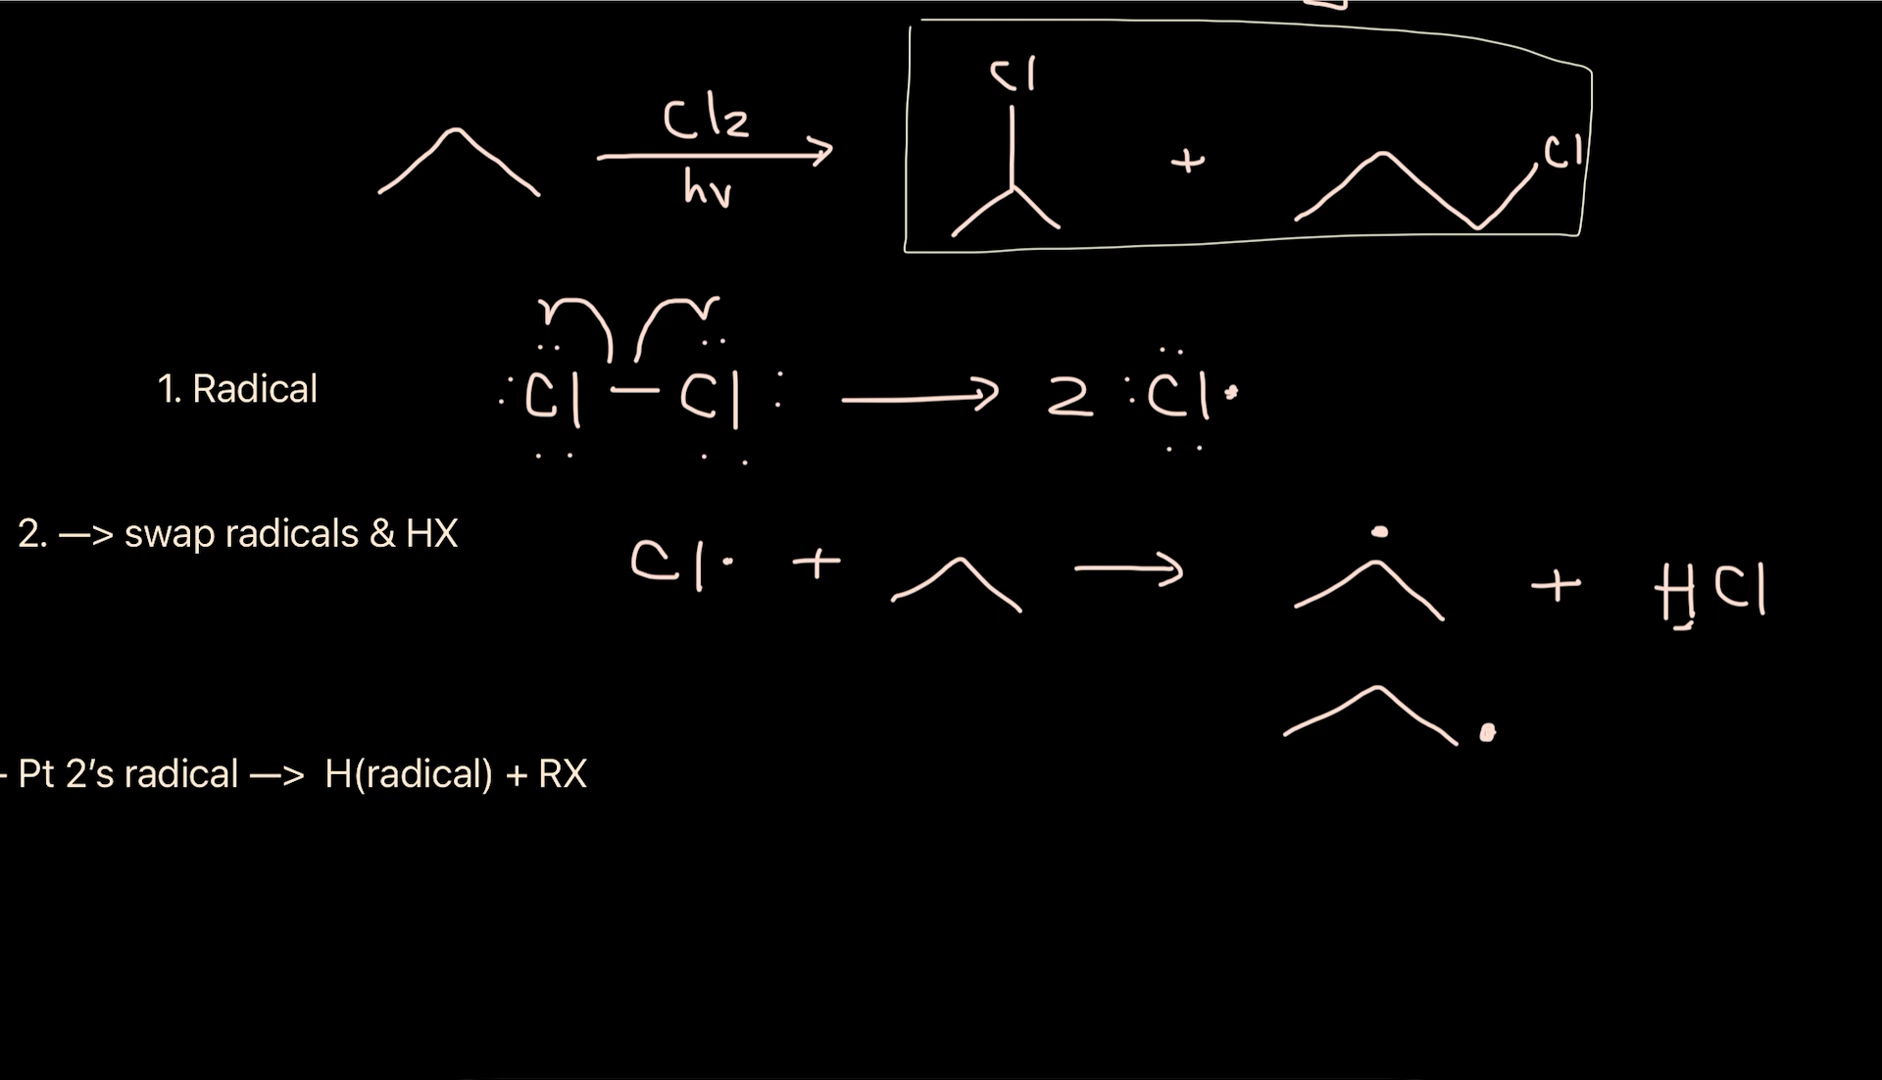 Cl
Cl2
hv
+
Cl
1. Radical
:Cl—Cl: → 2 :Cl•
2. —> swap radicals & HX
Cl• + → • + HCl
•
- Pt 2’s radical —> H(radical) + RX